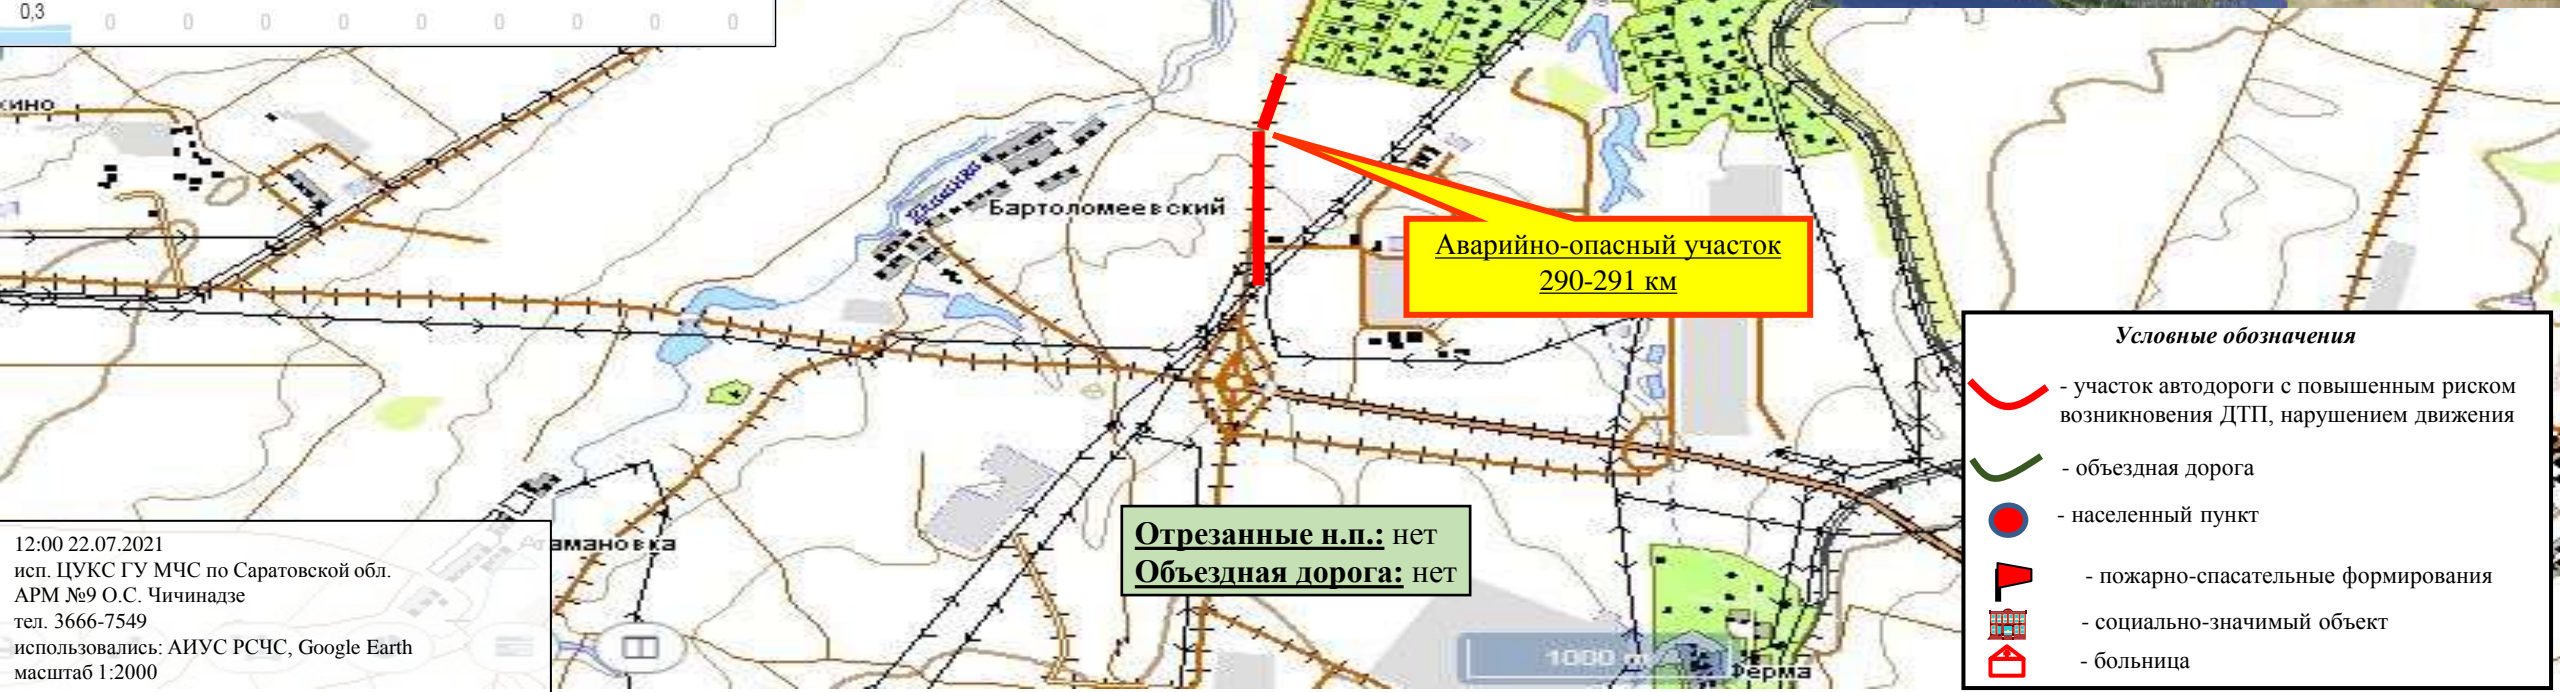 0,3
0 0 0 0 0 0 0 0 0
кино
Бартоломеевский
Аварийно-опасный участок
290-291 км
Условные обозначения
- участок автодороги с повышенным риском
возникновения ДТП, нарушением движения
- объездная дорога
- населенный пункт
- пожарно-спасательные формирования
- социально-значимый объект
- больница
Атамановка
Отрезанные н.п.: нет
Объездная дорога: нет
12:00 22.07.2021
исп. ЦУКС ГУ МЧС по Саратовской обл.
АРМ №9 О.С. Чичинадзе
тел. 3666-7549
использовались: АИУС РСЧС, Google Earth
масштаб 1:2000
1000 m
Ферма